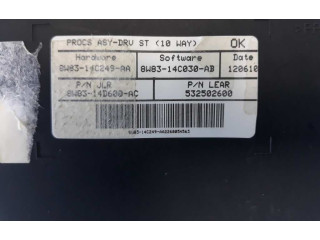 PROCS ASY-DRV ST (10 WAY) OK
Hardware Software Date
8W83-14C249-AA 8W83-14C030-AB 120610
P/N JLR P/N LEAR
8W83-14D600-AC 532502600